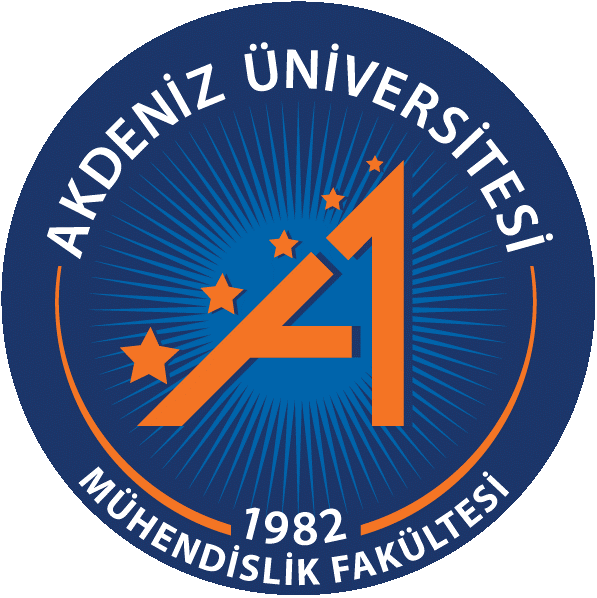 AKDENİZ ÜNİVERSİTESİ
1982
MÜHENDİSLİK FAKÜLTESİ